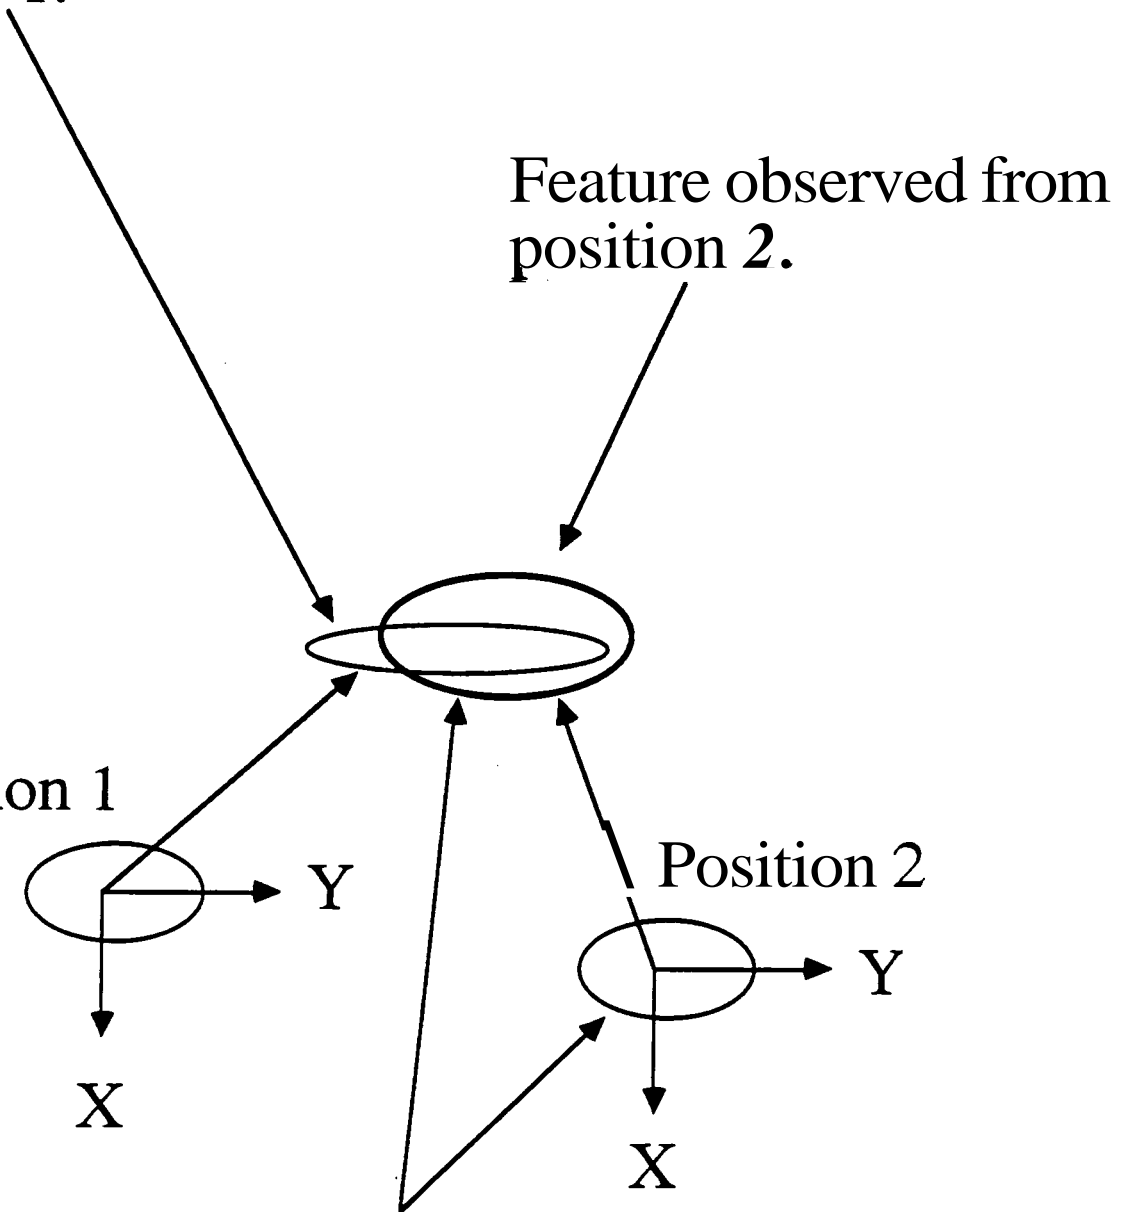 Feature observed from
position 2.
on 1
Position 2
Y
Y
X
X